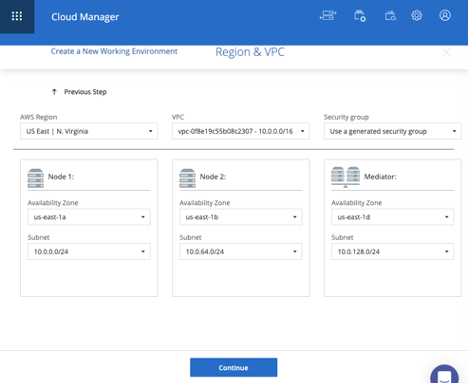 Cloud Manager
Create a New Working Environment
Region & VPC
↑ Previous Step
AWS Region
VPC
Security group
US East | N. Virginia
vpc-0f8e19c55b08c2307 - 10.0.0.0/16
Use a generated security group
Node 1:
Node 2:
Mediator:
Availability Zone
Availability Zone
Availability Zone
us-east-1a
us-east-1b
us-east-1d
Subnet
Subnet
Subnet
10.0.0.0/24
10.0.64.0/24
10.0.128.0/24
Continue